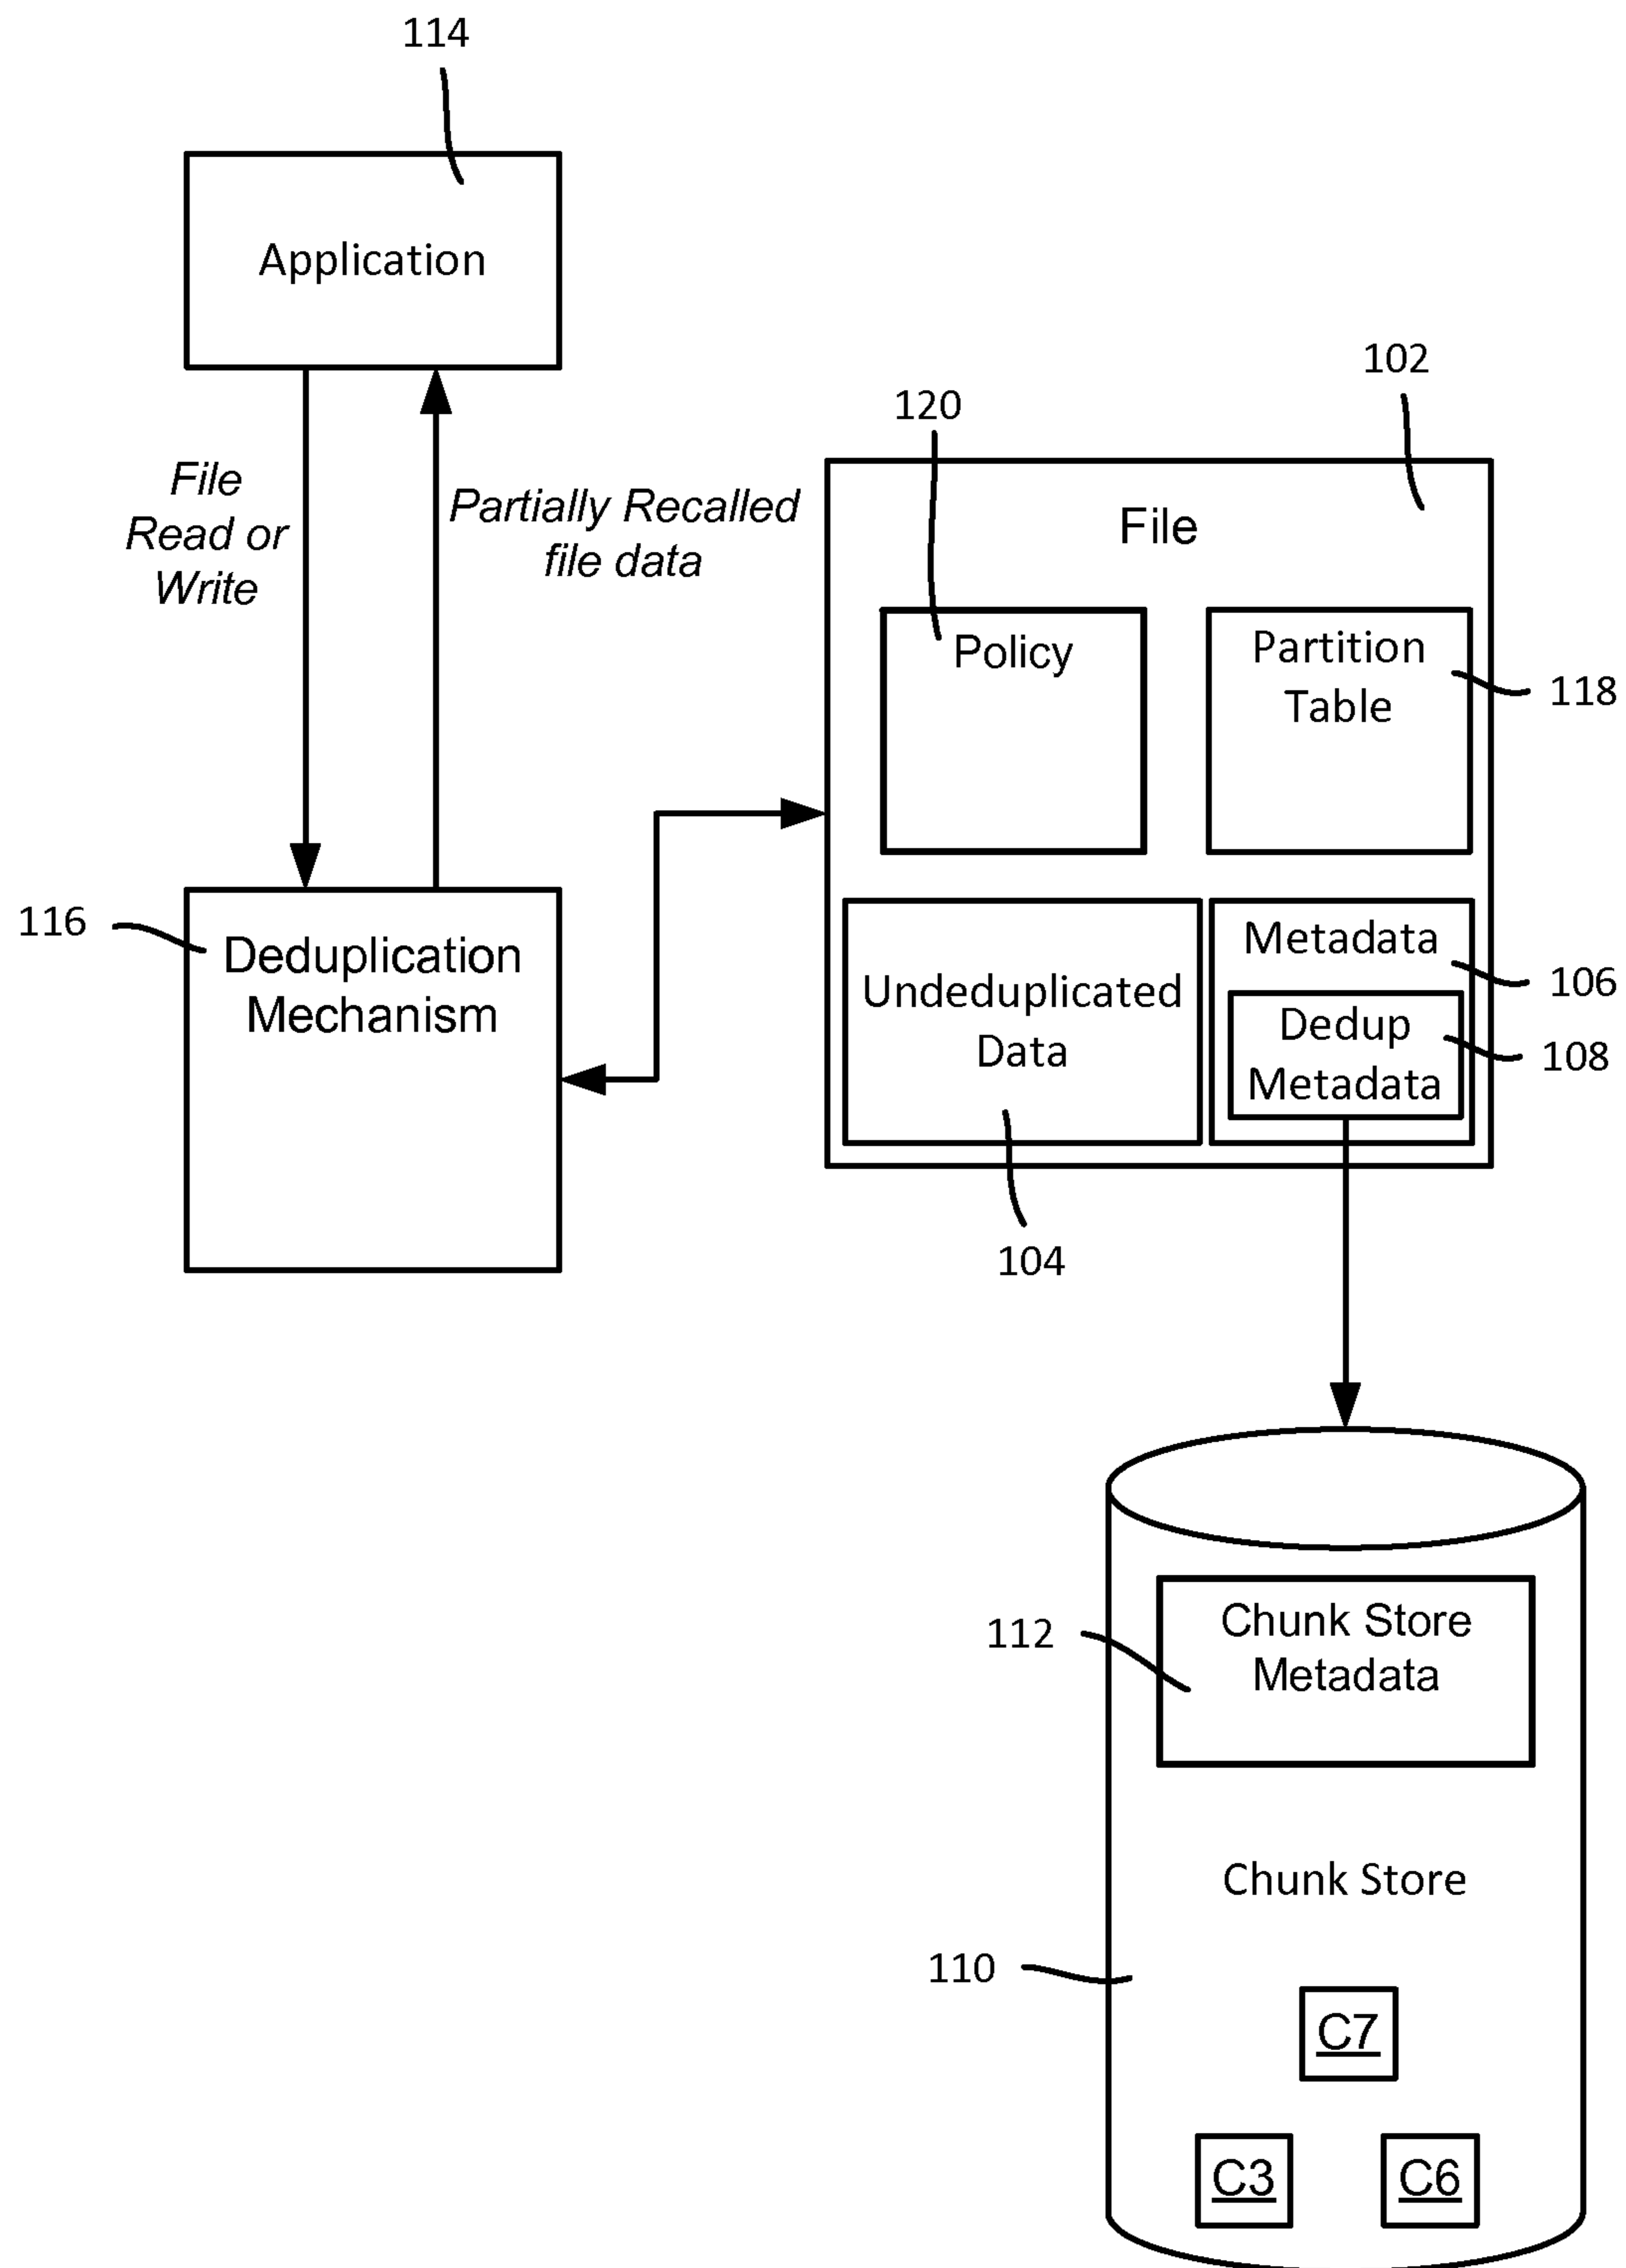 114
Application
File
Read or
Write
Partially Recalled
file data
102
120
File
Policy
Partition
Table
118
116
Deduplication
Mechanism
Undeduplicated
Data
Metadata
106
Dedup
Metadata
108
104
112
Chunk Store
Metadata
Chunk Store
110
C7
C3
C6